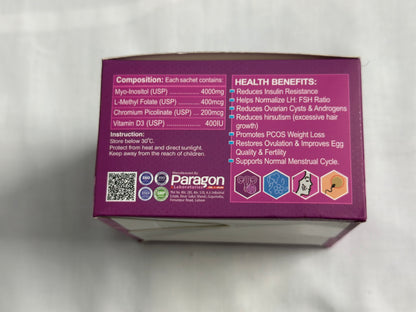 Composition: Each sachet contains:
Myo-Inositol (USP) .................. 4000mg
L-Methyl Folate (USP) ............ 400mcg
Chromium Picolinate (USP) ... 200mcg
Vitamin D3 (USP) ................... 400IU
Instruction:
Store below 30°C.
Protect from heat and direct sunlight.
Keep away from the reach of children.
Manufactured By:
Paragon
Laboratories
HEALTH BENEFITS:
Reduces Insulin Resistance
Helps Normalize LH: FSH Ratio
Reduces Ovarian Cysts & Androgens
Reduces hirsutism (excessive hair
growth)
Promotes PCOS Weight Loss
Restores Ovulation & Improves Egg
Quality & Fertility
Supports Normal Menstrual Cycle.